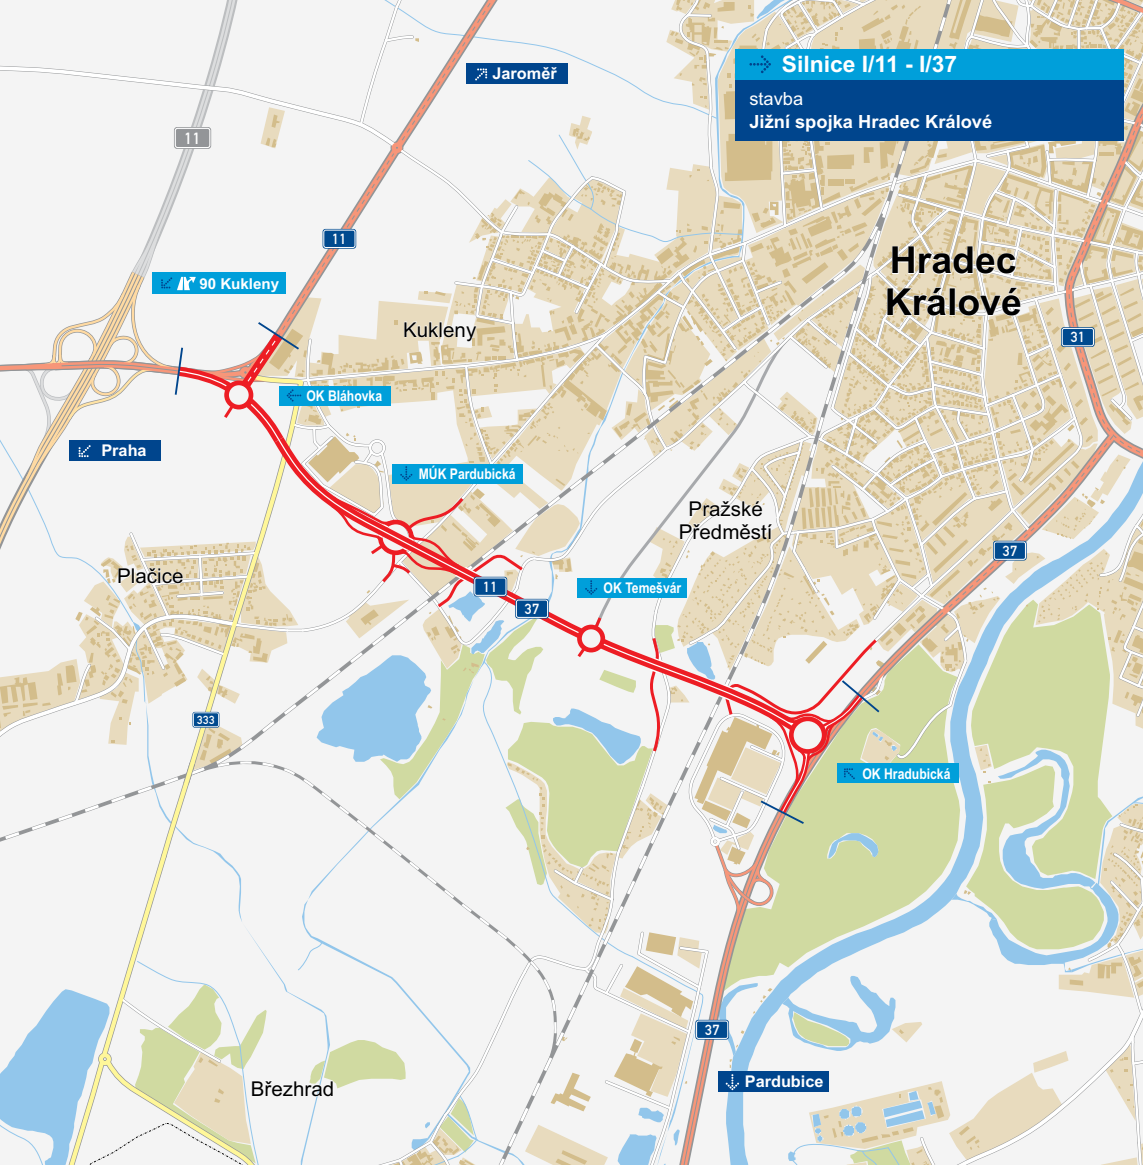 Silnice I/11 - I/37
stavba
Jižní spojka Hradec Králové
Jaroměř
11
11
Hradec
Králové
90 Kukleny
Kukleny
31
OK Bláhovka
Praha
MÚK Pardubická
Pražské
Předměstí
37
Plačice
11
OK Temešvár
37
333
OK Hradubická
37
Pardubice
Březhrad